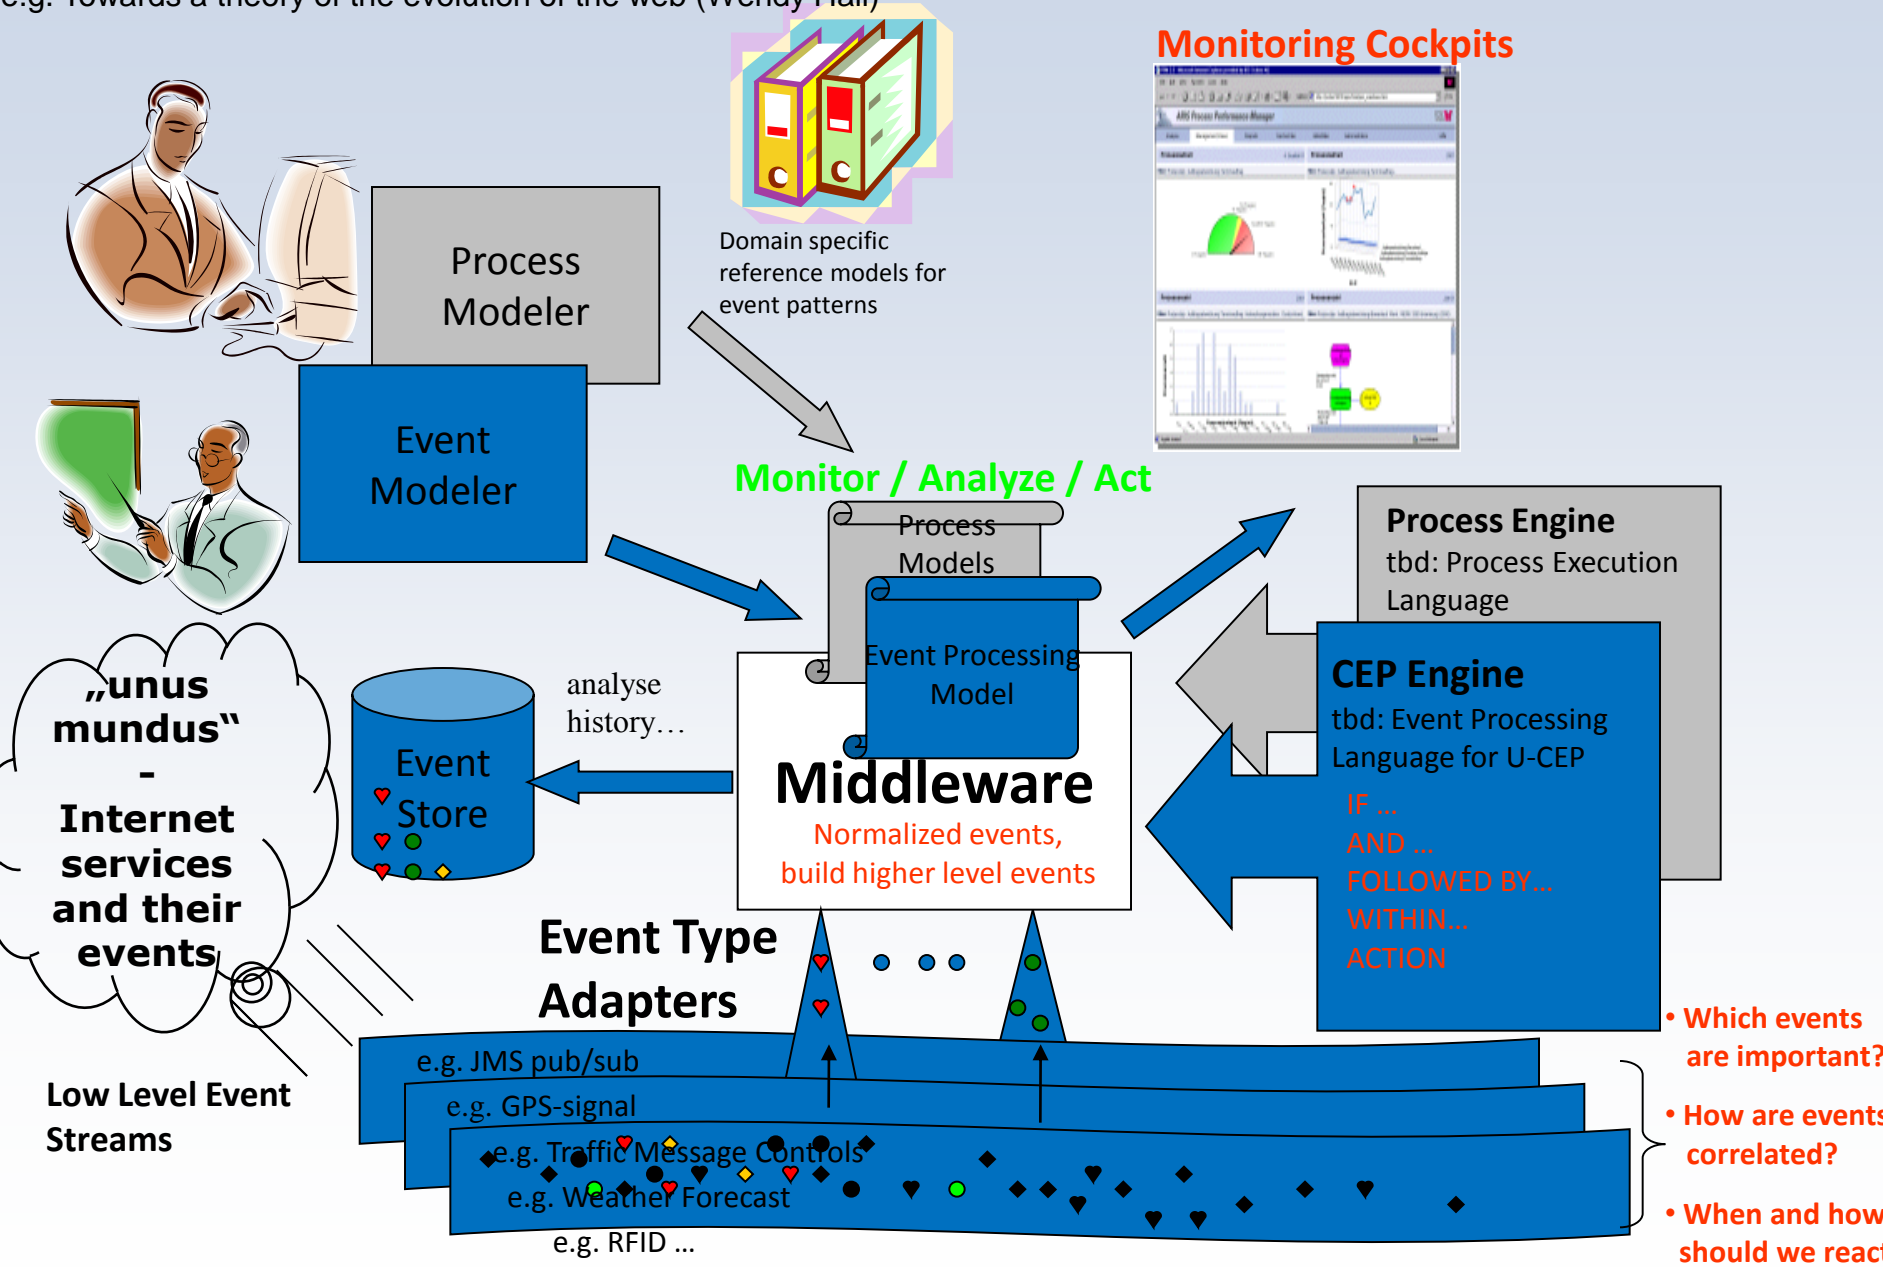 e.g. Towards a theory of the evolution of the web (Wendy Hall)
Monitoring Cockpits
ARIS Process Performance Manager
Process
Modeler
Domain specific
reference models for
event patterns
Event
Modeler
Monitor / Analyze / Act
Process
Models
Event Processing
Model
Process Engine
tbd: Process Execution
Language
CEP Engine
tbd: Event Processing
Language for U-CEP
IF ...
AND ...
FOLLOWED BY...
WITHIN...
ACTION
„unus
mundus“
-
Internet
services
and their
events
analyse
history…
Event
Store
Middleware
Normalized events,
build higher level events
Event Type
Adapters
Low Level Event
Streams
e.g. JMS pub/sub
e.g. GPS-signal
e.g. Traffic Message Controls
e.g. Weather Forecast
e.g. RFID ...
• Which events
are important?
• How are events
correlated?
• When and how
should we react